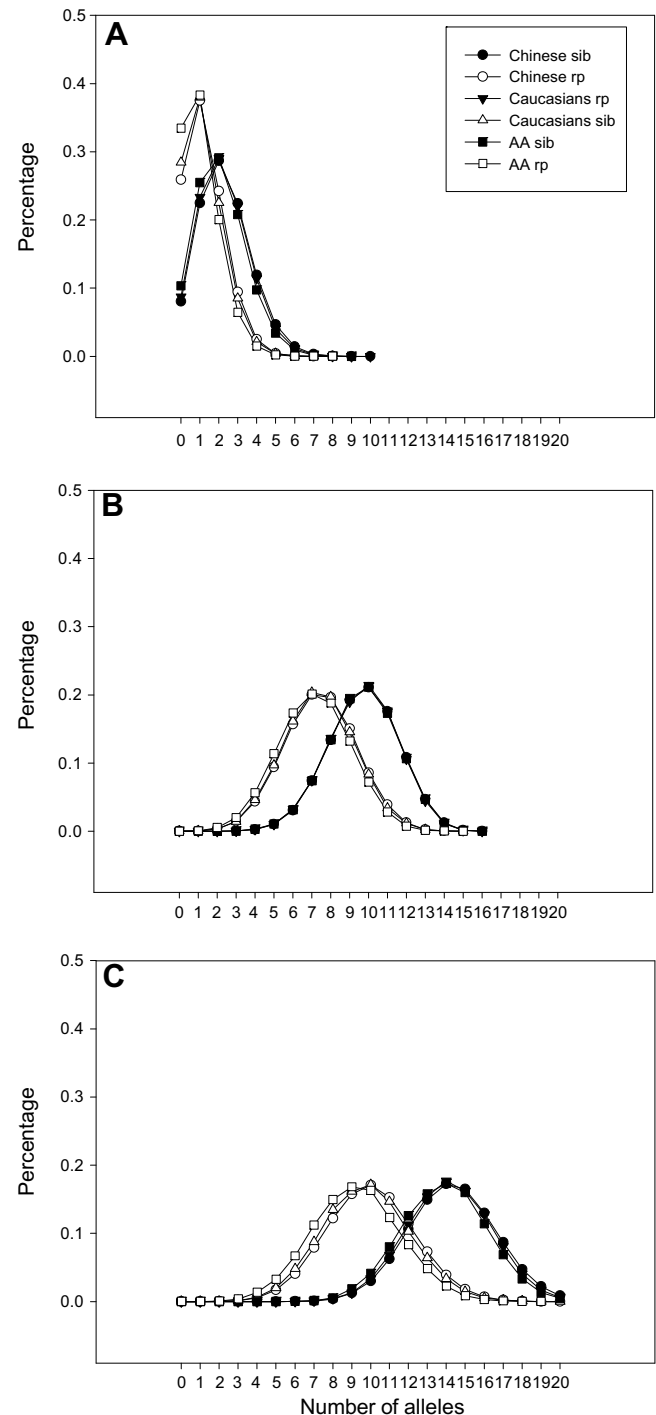 A
0.5
0.4
0.3
0.2
0.1
0.0
Percentage
Chinese sib
Chinese rp
Caucasians rp
Caucasians sib
AA sib
AA rp
0 1 2 3 4 5 6 7 8 9 10 11 12 13 14 15 16 17 18 19 20
B
0.5
0.4
0.3
0.2
0.1
0.0
Percentage
0 1 2 3 4 5 6 7 8 9 10 11 12 13 14 15 16 17 18 19 20
C
0.5
0.4
0.3
0.2
0.1
0.0
Percentage
0 1 2 3 4 5 6 7 8 9 10 11 12 13 14 15 16 17 18 19 20
Number of alleles